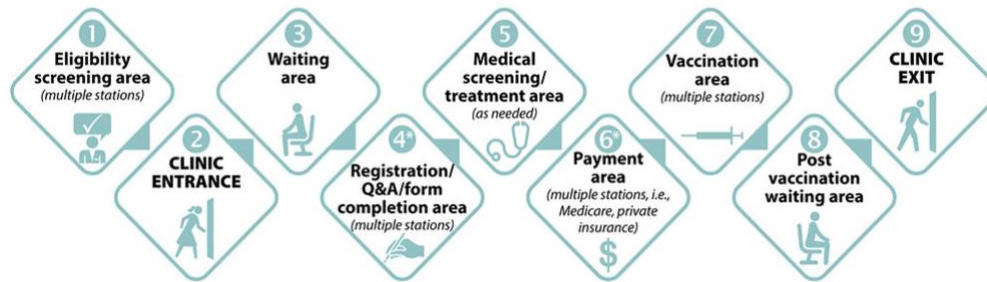 1
Eligibility
screening area
(multiple stations)
2
CLINIC
ENTRANCE
3
Waiting
area
4*
Registration/
Q&A/form
completion area
(multiple stations)
5
Medical
screening/
treatment area
(as needed)
6*
Payment
area
(multiple stations, i.e.,
Medicare, private
insurance)
$
7
Vaccination
area
(multiple stations)
8
Post
vaccination
waiting area
9
CLINIC
EXIT